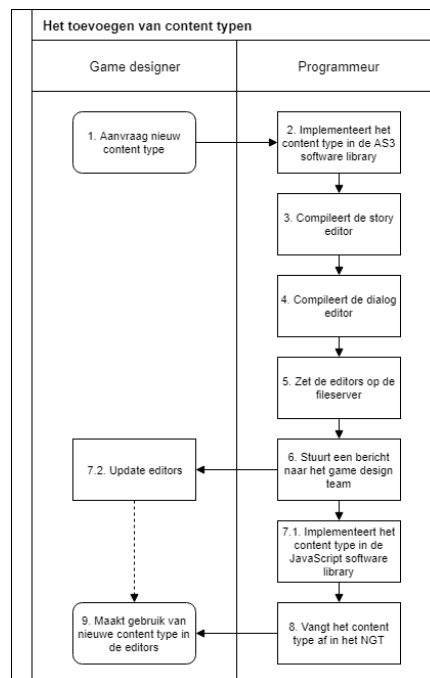 Het toevoegen van content typen
Game designer
Programmeur
1. Aanvraag nieuw
content type
2. Implementeert het
content type in de AS3
software library
3. Compileert de story
editor
4. Compileert de dialog
editor
5. Zet de editors op de
fileserver
7.2. Update editors
6. Stuurt een bericht
naar het game design
team
7.1. Implementeert het
content type in de
JavaScript software
library
9. Maakt gebruik van
nieuwe content type in
de editors
8. Vangt het content
type af in het NGT